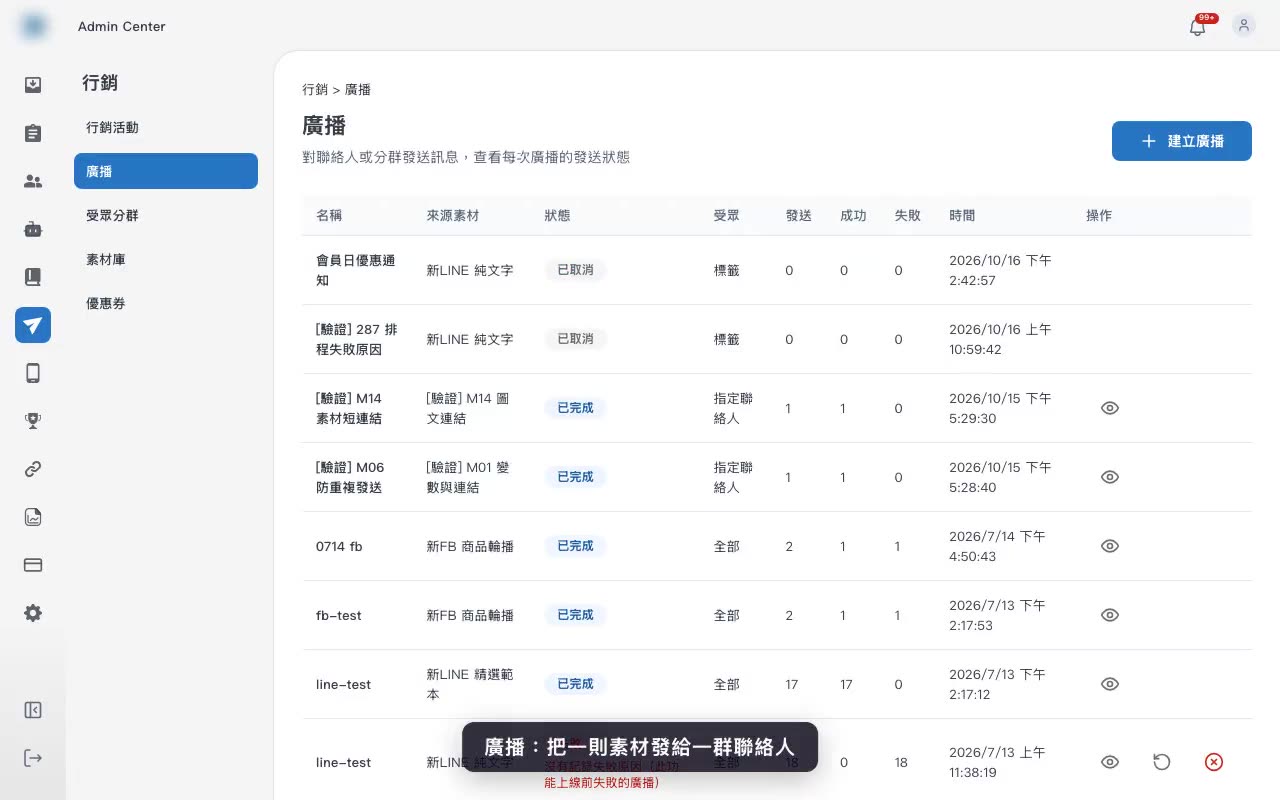 Admin Center
99+
行銷
行銷活動
廣播
受眾分群
素材庫
優惠券
行銷 > 廣播
廣播
對聯絡人或分群發送訊息，查看每次廣播的發送狀態
建立廣播
名稱 來源素材 狀態 受眾 發送 成功 失敗 時間 操作
會員日優惠通
知
新LINE 純文字 已取消 標籤 0 0 0
2026/10/16 下午
2:42:57
[驗證] 287 排
程失敗原因
新LINE 純文字 已取消 標籤 0 0 0
2026/10/16 上午
10:59:42
[驗證] M14
素材短連結
[驗證] M14 圖
文連結
已完成
指定聯
絡人
1 1 0
2026/10/15 下午
5:29:30
[驗證] M06
防重複發送
[驗證] M01 變
數與連結
已完成
指定聯
絡人
1 1 0
2026/10/15 下午
5:28:40
0714 fb 新FB 商品輪播 已完成 全部 2 1 1
2026/7/14 下午
4:50:43
fb-test 新FB 商品輪播 已完成 全部 2 1 1
2026/7/13 下午
2:17:53
line-test
新LINE 精選範
本
已完成 全部 17 17 0
2026/7/13 下午
2:17:12
line-test 新LINE 純文字
沒有記錄失敗原因（此功
能上線前失敗的廣播）
全部 18 0 18
2026/7/13 上午
11:38:19
廣播：把一則素材發給一群聯絡人